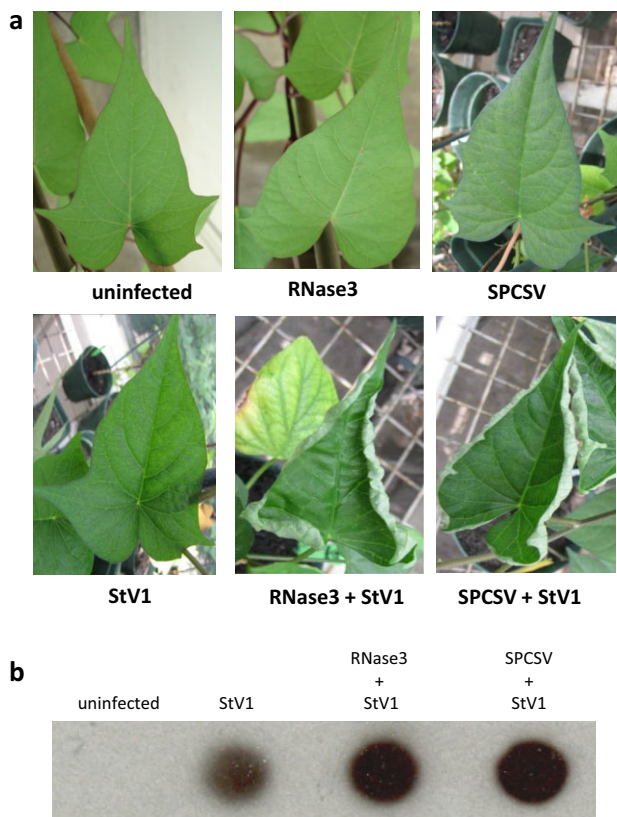 a
uninfected
RNase3
SPCSV
StV1
RNase3 + StV1
SPCSV + StV1
b
uninfected
StV1
RNase3
+
StV1
SPCSV
+
StV1